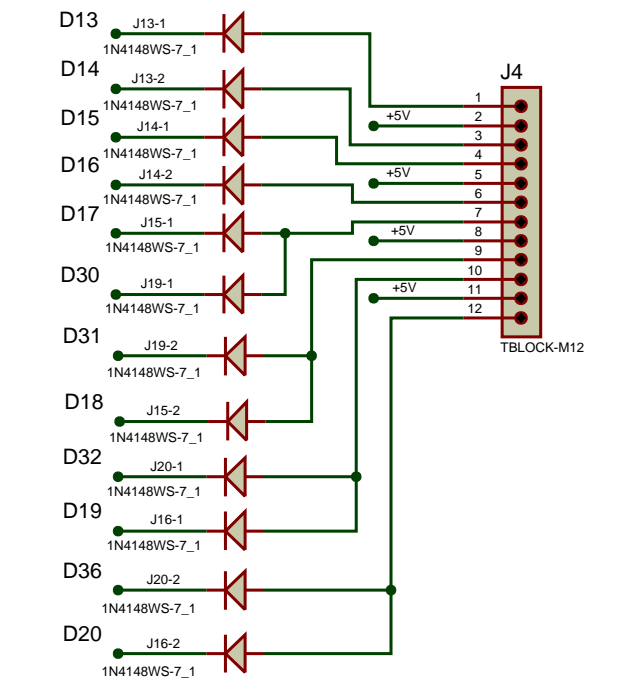 D13
J13-1
1N4148WS-7_1
D14
J13-2
1N4148WS-7_1
D15
J14-1
1N4148WS-7_1
D16
J14-2
1N4148WS-7_1
D17
J15-1
1N4148WS-7_1
D30
J19-1
1N4148WS-7_1
D31
J19-2
1N4148WS-7_1
D18
J15-2
1N4148WS-7_1
D32
J20-1
1N4148WS-7_1
D19
J16-1
1N4148WS-7_1
D36
J20-2
1N4148WS-7_1
D20
J16-2
1N4148WS-7_1
J4
1
+5V 2
3
4
+5V 5
6
7
+5V 8
9
10
+5V 11
12
TBLOCK-M12